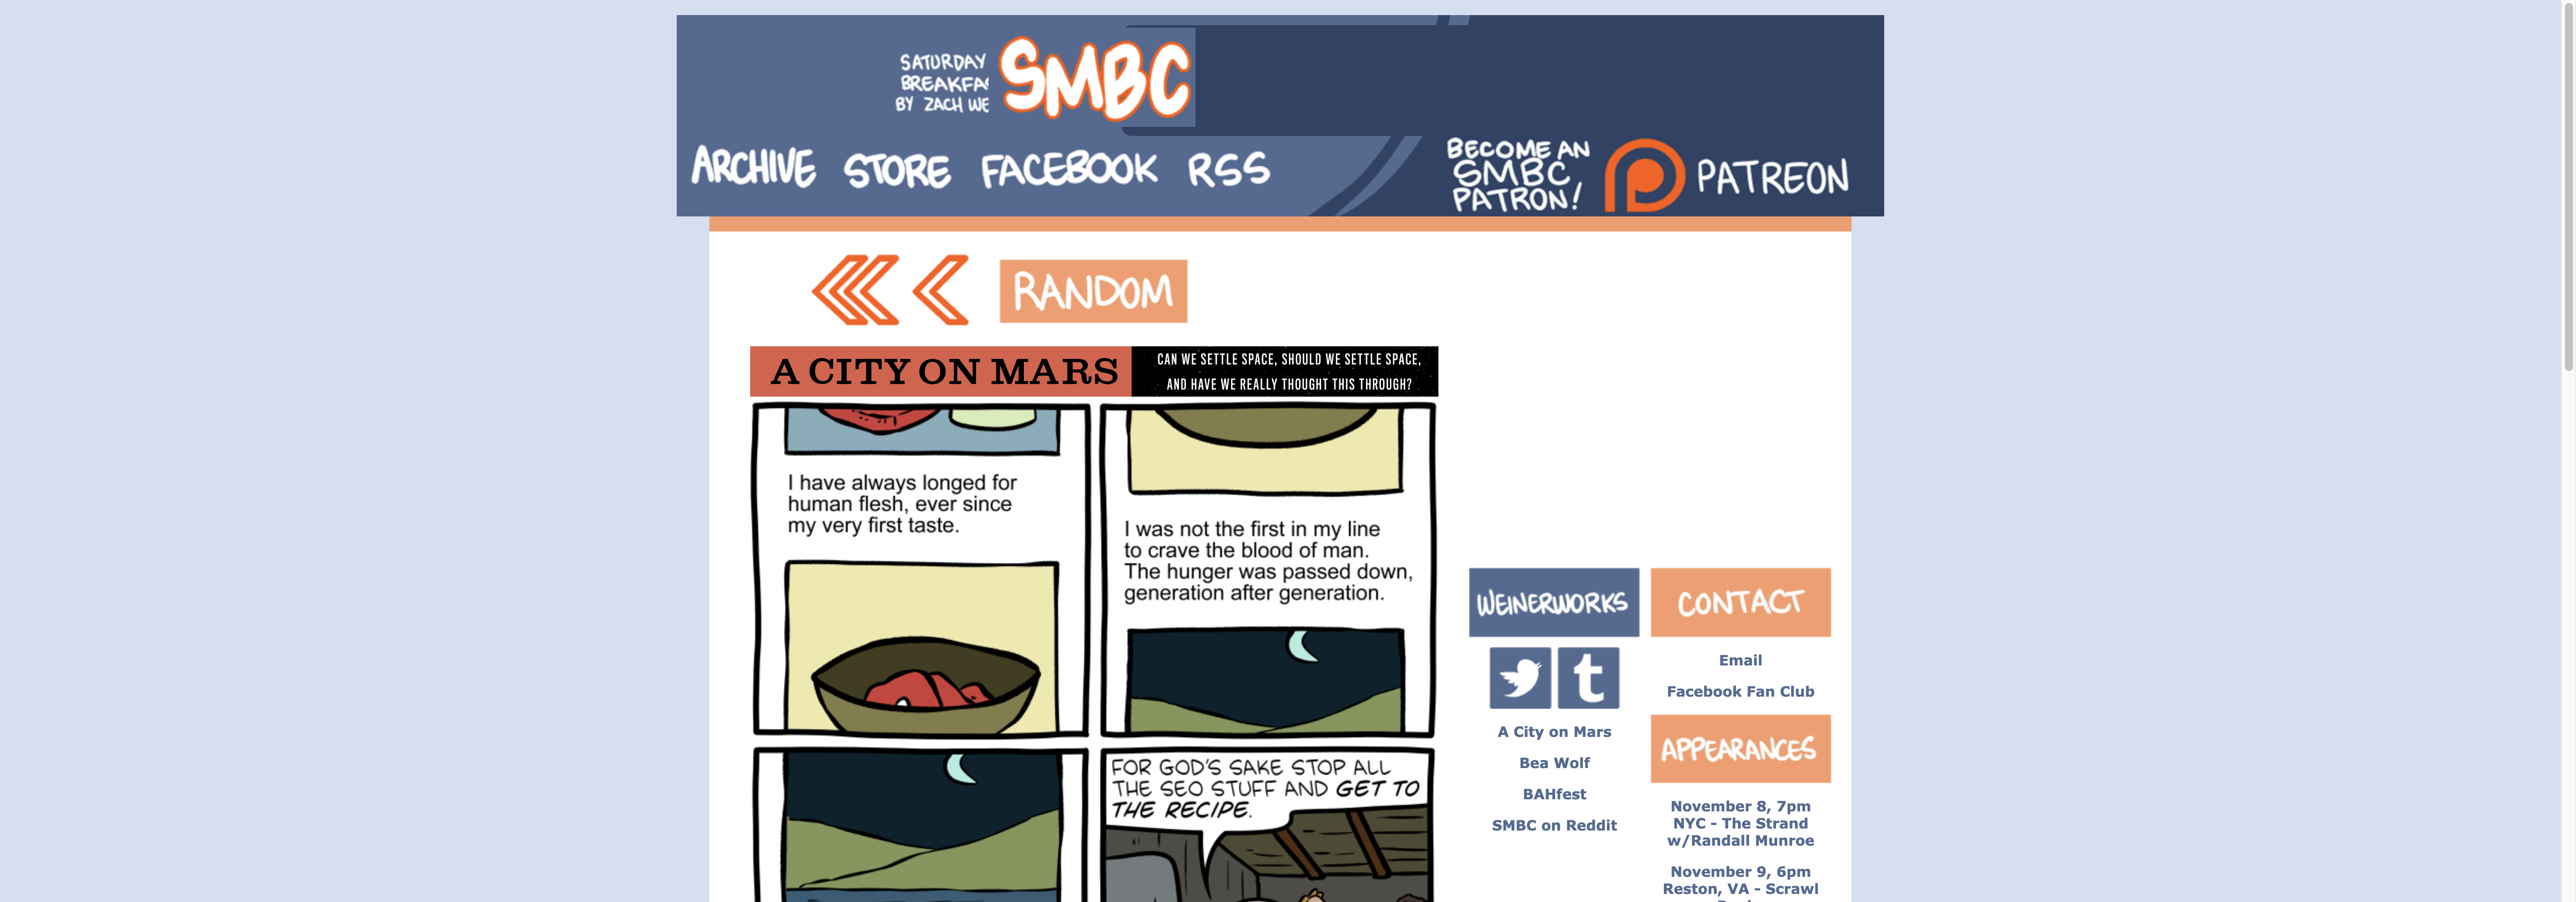 SATURDAY
BREAKFA
BY ZACH WE
SMBC
ARCHIVE STORE FACEBOOK RSS
BECOME AN
SMBC
PATRON!
PATREON
RANDOM
A CITY ON MARS
CAN WE SETTLE SPACE, SHOULD WE SETTLE SPACE,
AND HAVE WE REALLY THOUGHT THIS THROUGH?
I have always longed for
human flesh, ever since
my very first taste.
I was not the first in my line
to crave the blood of man.
The hunger was passed down,
generation after generation.
FOR GOD'S SAKE STOP ALL
THE SEO STUFF AND GET TO
THE RECIPE.
WEINERWORKS
A City on Mars
Bea Wolf
BAHfest
SMBC on Reddit
CONTACT
Email
Facebook Fan Club
APPEARANCES
November 8, 7pm
NYC - The Strand
w/Randall Munroe
November 9, 6pm
Reston, VA - Scrawl